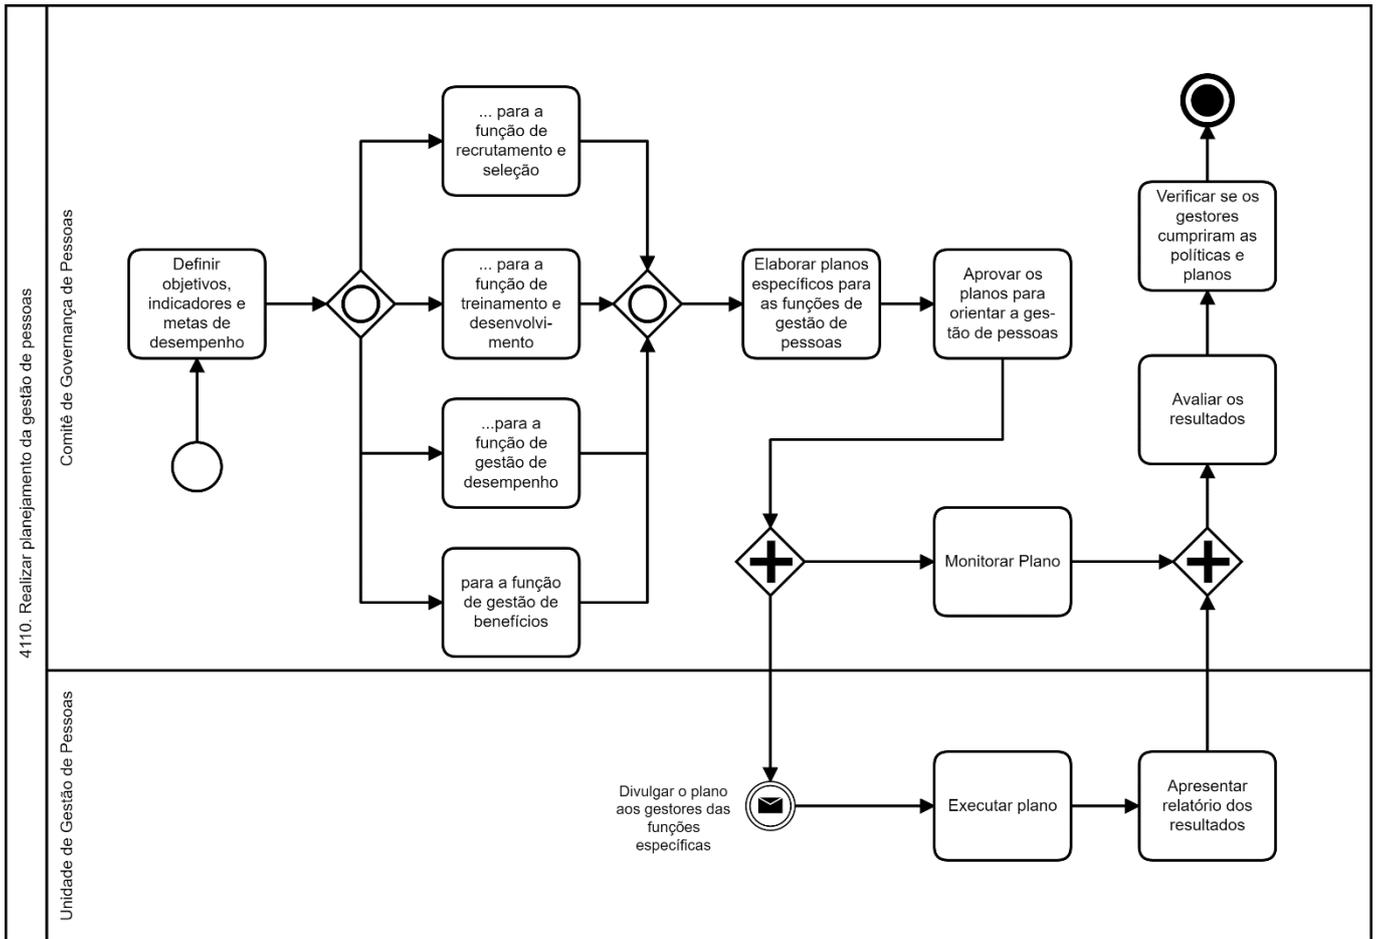 4110. Realizar planejamento da gestão de pessoas
Comitê de Governança de Pessoas
Definir
objetivos,
indicadores e
metas de
desempenho
... para a
função de
recrutamento e
seleção
... para a
função de
treinamento e
desenvolvi-
mento
...para a
função de
gestão de
desempenho
para a função
de gestão de
benefícios
Elaborar planos
específicos para
as funções de
gestão de
pessoas
Aprovar os
planos para
orientar a ges-
tão de pessoas
Monitorar Plano
Verificar se os
gestores
cumpriram as
políticas e
planos
Avaliar os
resultados
Unidade de Gestão de Pessoas
Divulgar o plano
aos gestores das
funções
específicas
Executar plano
Apresentar
relatório dos
resultados